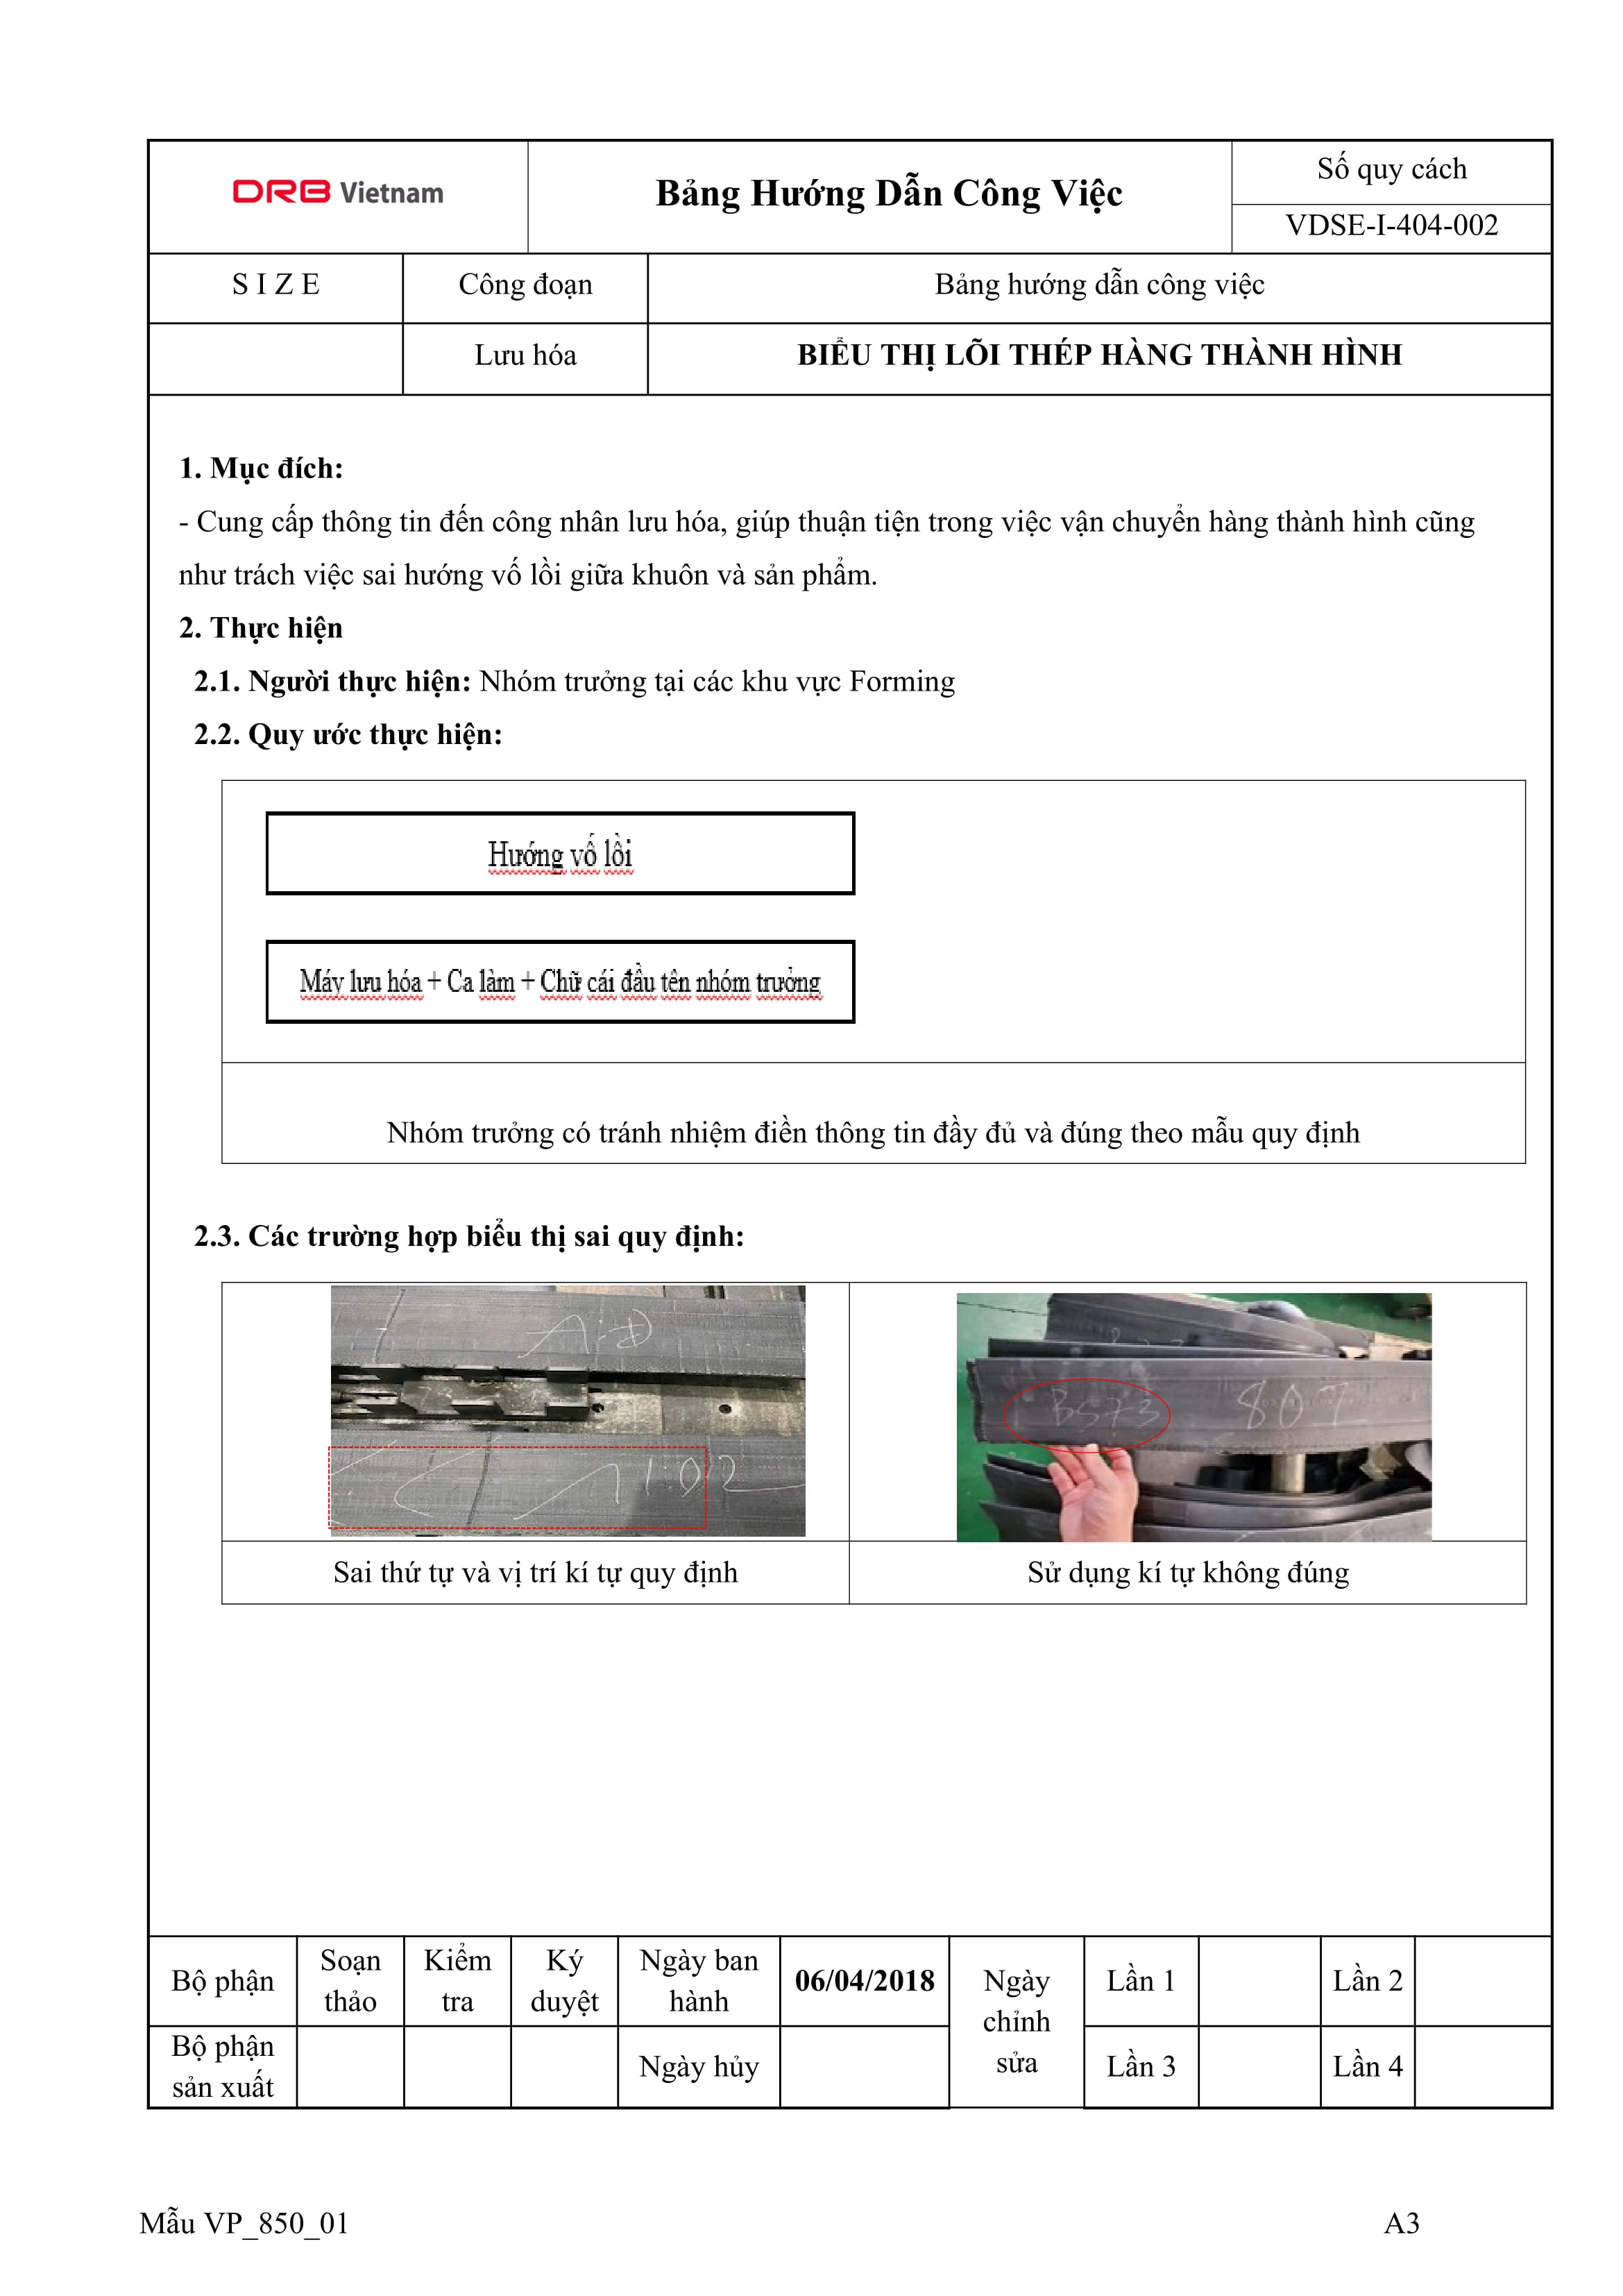 DRB Vietnam
Bảng Hướng Dẫn Công Việc
Số quy cách
VDSE-I-404-002
S I Z E
Công đoạn
Bảng hướng dẫn công việc
Lưu hóa
BIỂU THỊ LÕI THÉP HÀNG THÀNH HÌNH
1. Mục đích:
- Cung cấp thông tin đến công nhân lưu hóa, giúp thuận tiện trong việc vận chuyển hàng thành hình cũng
như trách việc sai hướng vố lồi giữa khuôn và sản phẩm.
2. Thực hiện
2.1. Người thực hiện: Nhóm trưởng tại các khu vực Forming
2.2. Quy ước thực hiện:
Hướng vố lồi
Máy lưu hóa + Ca làm + Chữ cái đầu tên nhóm trưởng
Nhóm trưởng có tránh nhiệm điền thông tin đầy đủ và đúng theo mẫu quy định
2.3. Các trường hợp biểu thị sai quy định:
BS73
807
Sai thứ tự và vị trí kí tự quy định
Sử dụng kí tự không đúng
Bộ phận
Soạn
thảo
Kiểm
tra
Ký
duyệt
Ngày ban
hành
06/04/2018
Ngày
chỉnh
sửa
Lần 1
Lần 2
Bộ phận
sản xuất
Ngày hủy
Lần 3
Lần 4
Mẫu VP_850_01
A3